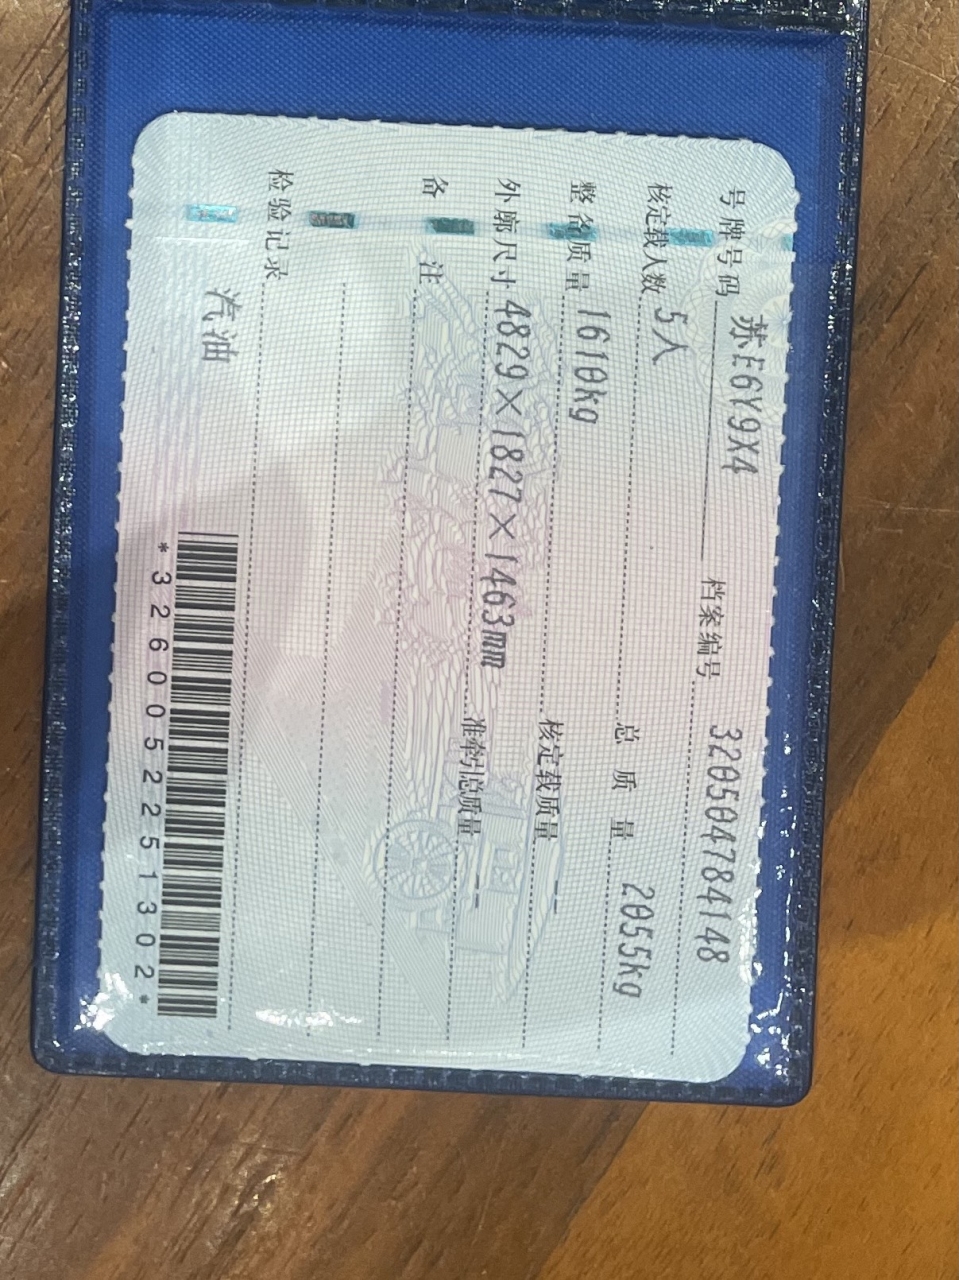 号牌号码 苏E6Y9X4 档案编号 320504784148
核定载人数 5人 总质量 2055kg
整备质量 1610kg 核定载质量 --
外廓尺寸 4829×1827×1463mm 准牵引总质量 --
备注
检验记录
汽油
*3260052251302*